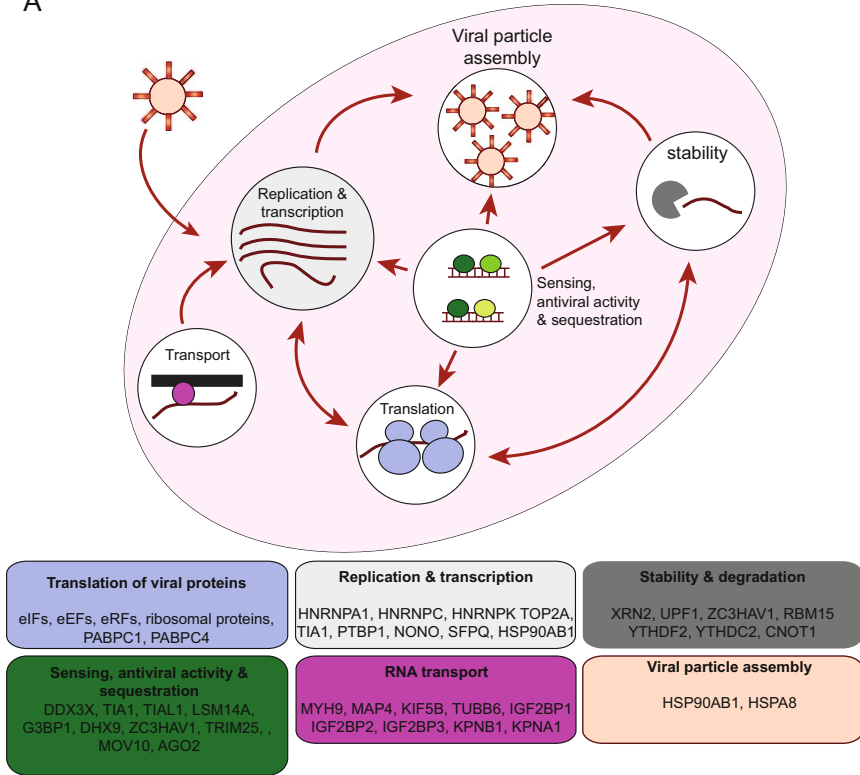 A
Viral particle
assembly
stability
Replication &
transcription
Sensing,
antiviral activity
& sequestration
Transport
Translation
Translation of viral proteins
eIFs, eEFs, eRFs, ribosomal proteins,
PABPC1, PABPC4
Replication & transcription
HNRNPA1, HNRNPC, HNRNPK TOP2A,
TIA1, PTBP1, NONO, SFPQ, HSP90AB1
Stability & degradation
XRN2, UPF1, ZC3HAV1, RBM15
YTHDF2, YTHDC2, CNOT1
Sensing, antiviral activity &
sequestration
DDX3X, TIA1, TIAL1, LSM14A,
G3BP1, DHX9, ZC3HAV1, TRIM25, ,
MOV10, AGO2
RNA transport
MYH9, MAP4, KIF5B, TUBB6, IGF2BP1
IGF2BP2, IGF2BP3, KPNB1, KPNA1
Viral particle assembly
HSP90AB1, HSPA8